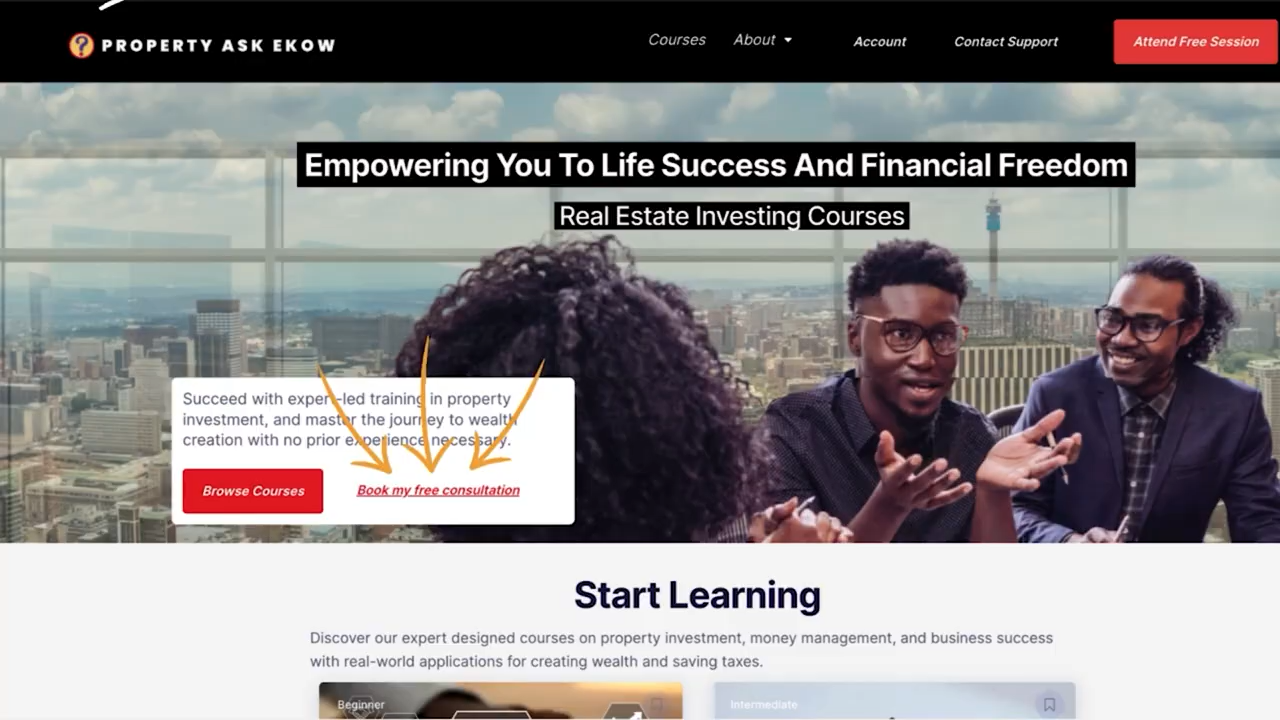 PROPERTY ASK EKOW
Courses
About
Account
Contact Support
Attend Free Session
Empowering You To Life Success And Financial Freedom
Real Estate Investing Courses
Succeed with expert-led training in property
investment, and master the journey to wealth
creation with no prior experience necessary.
Browse Courses
Book my free consultation
Start Learning
Discover our expert designed courses on property investment, money management, and business success
with real-world applications for creating wealth and saving taxes.
Beginner
Intermediate